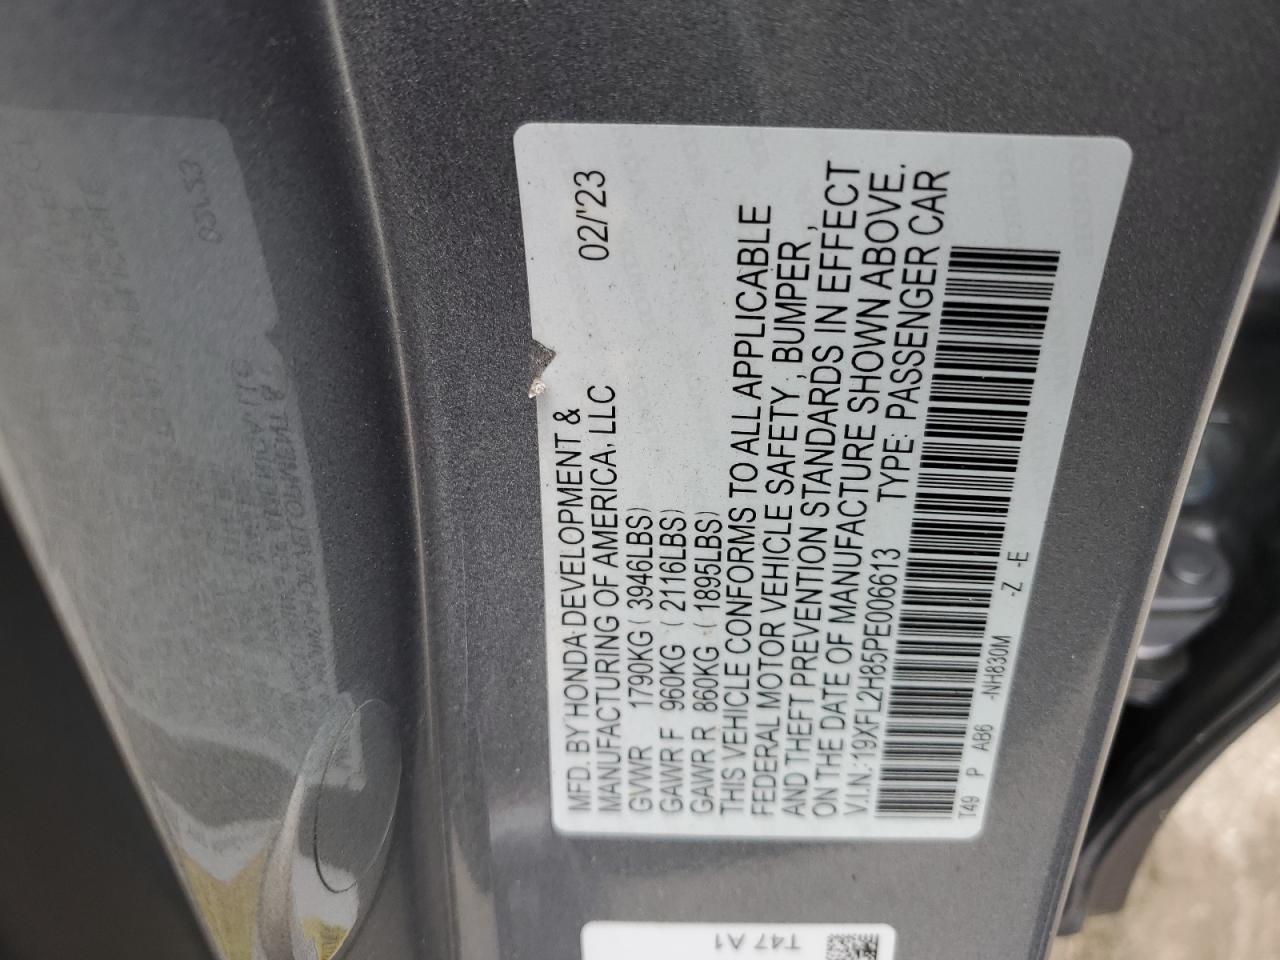 MFD. BY HONDA DEVELOPMENT & 02/'23
MANUFACTURING OF AMERICA, LLC
GVWR 1790KG ( 3946LBS)
GAWR F 960KG ( 2116LBS)
GAWR R 860KG ( 1895LBS)
THIS VEHICLE CONFORMS TO ALL APPLICABLE
FEDERAL MOTOR VEHICLE SAFETY, BUMPER,
AND THEFT PREVENTION STANDARDS IN EFFECT
ON THE DATE OF MANUFACTURE SHOWN ABOVE.
V.I.N.: 19XFL2H85PE006613 TYPE: PASSENGER CAR
T49 P AB6 -NH830M -Z -E
T47 A1